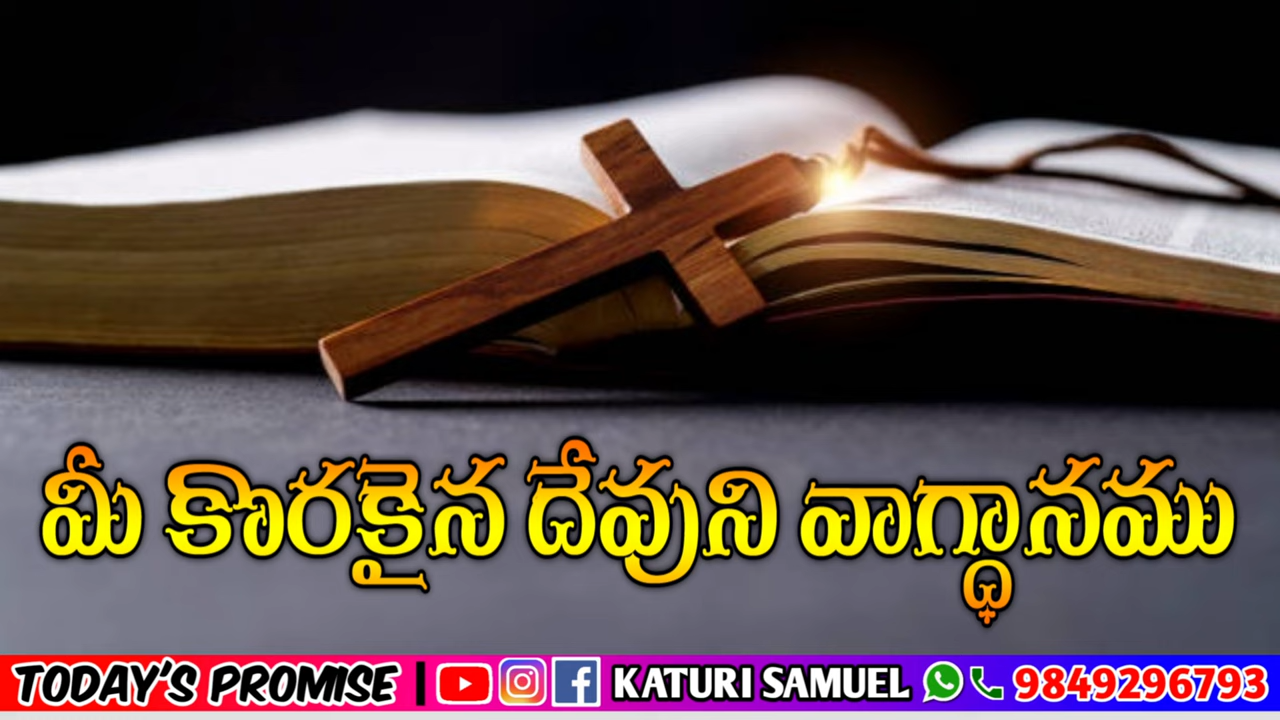 మీ కొరకైన దేవుని వాగ్ధానము
TODAY'S PROMISE | KATURI SAMUEL 9849296793